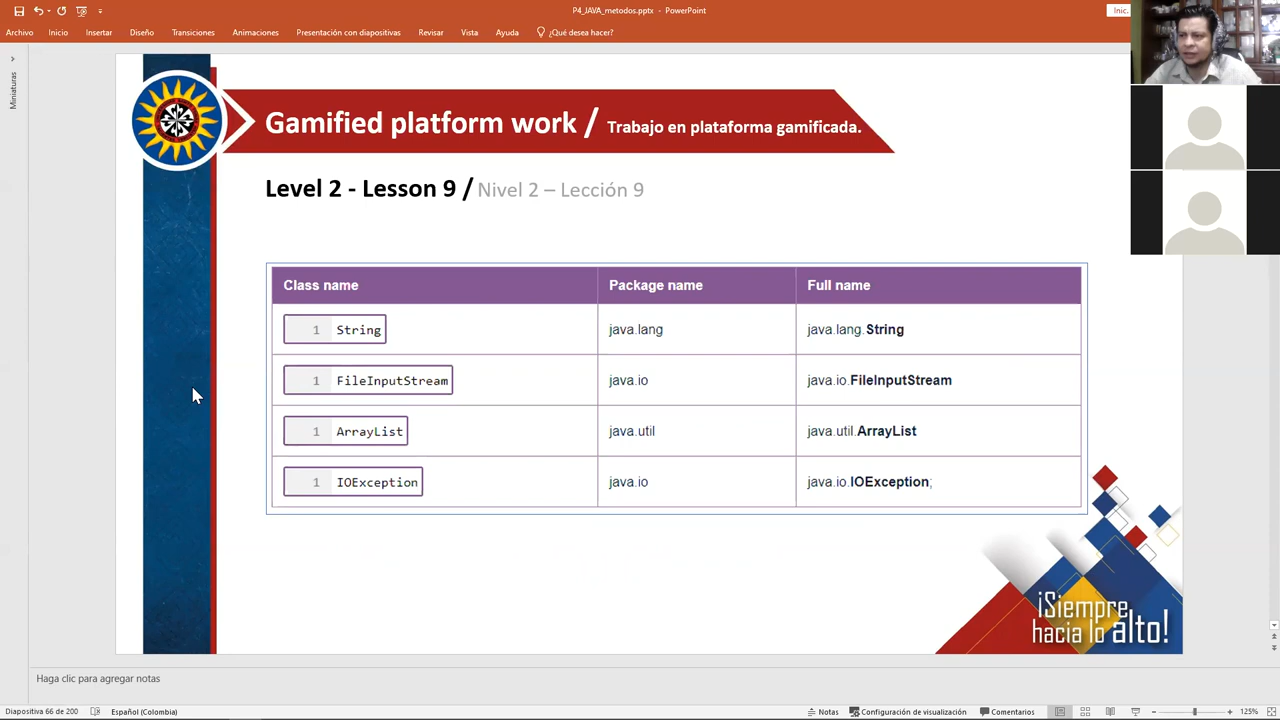 P4_JAVA_metodos.pptx - PowerPoint
Inic.
Archivo Inicio Insertar Diseño Transiciones Animaciones Presentación con diapositivas Revisar Vista Ayuda ¿Qué desea hacer?
Miniaturas
Gamified platform work / Trabajo en plataforma gamificada.
Level 2 - Lesson 9 / Nivel 2 – Lección 9
Class name Package name Full name
1 String java.lang java.lang.String
1 FileInputStream java.io java.io.FileInputStream
1 ArrayList java.util java.util.ArrayList
1 IOException java.io java.io.IOException;
¡Siempre
hacia lo alto!
Haga clic para agregar notas
Diapositiva 66 de 200 Español (Colombia) Notas Configuración de visualización Comentarios 125%